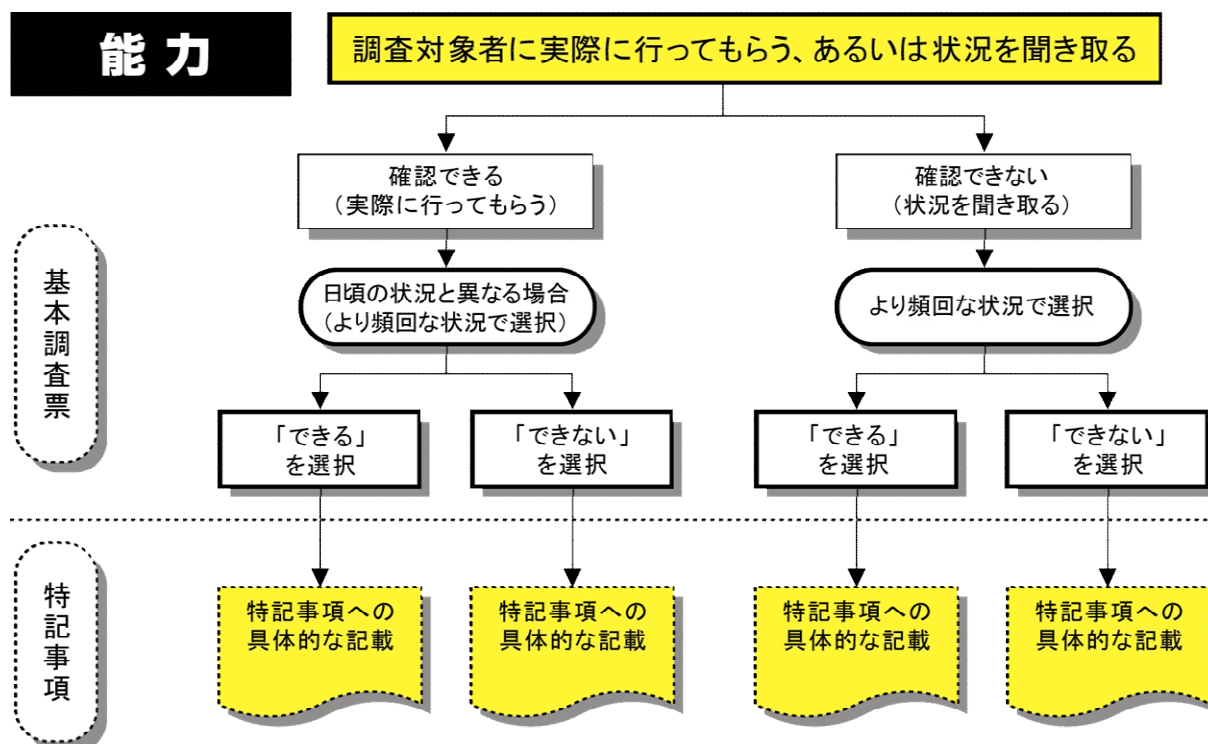 能力
調査対象者に実際に行ってもらう、あるいは状況を聞き取る
確認できる
（実際に行ってもらう）
確認できない
（状況を聞き取る）
基本調査票
日頃の状況と異なる場合
（より頻回な状況で選択）
より頻回な状況で選択
「できる」
を選択
「できない」
を選択
「できる」
を選択
「できない」
を選択
特記事項
特記事項への
具体的な記載
特記事項への
具体的な記載
特記事項への
具体的な記載
特記事項への
具体的な記載